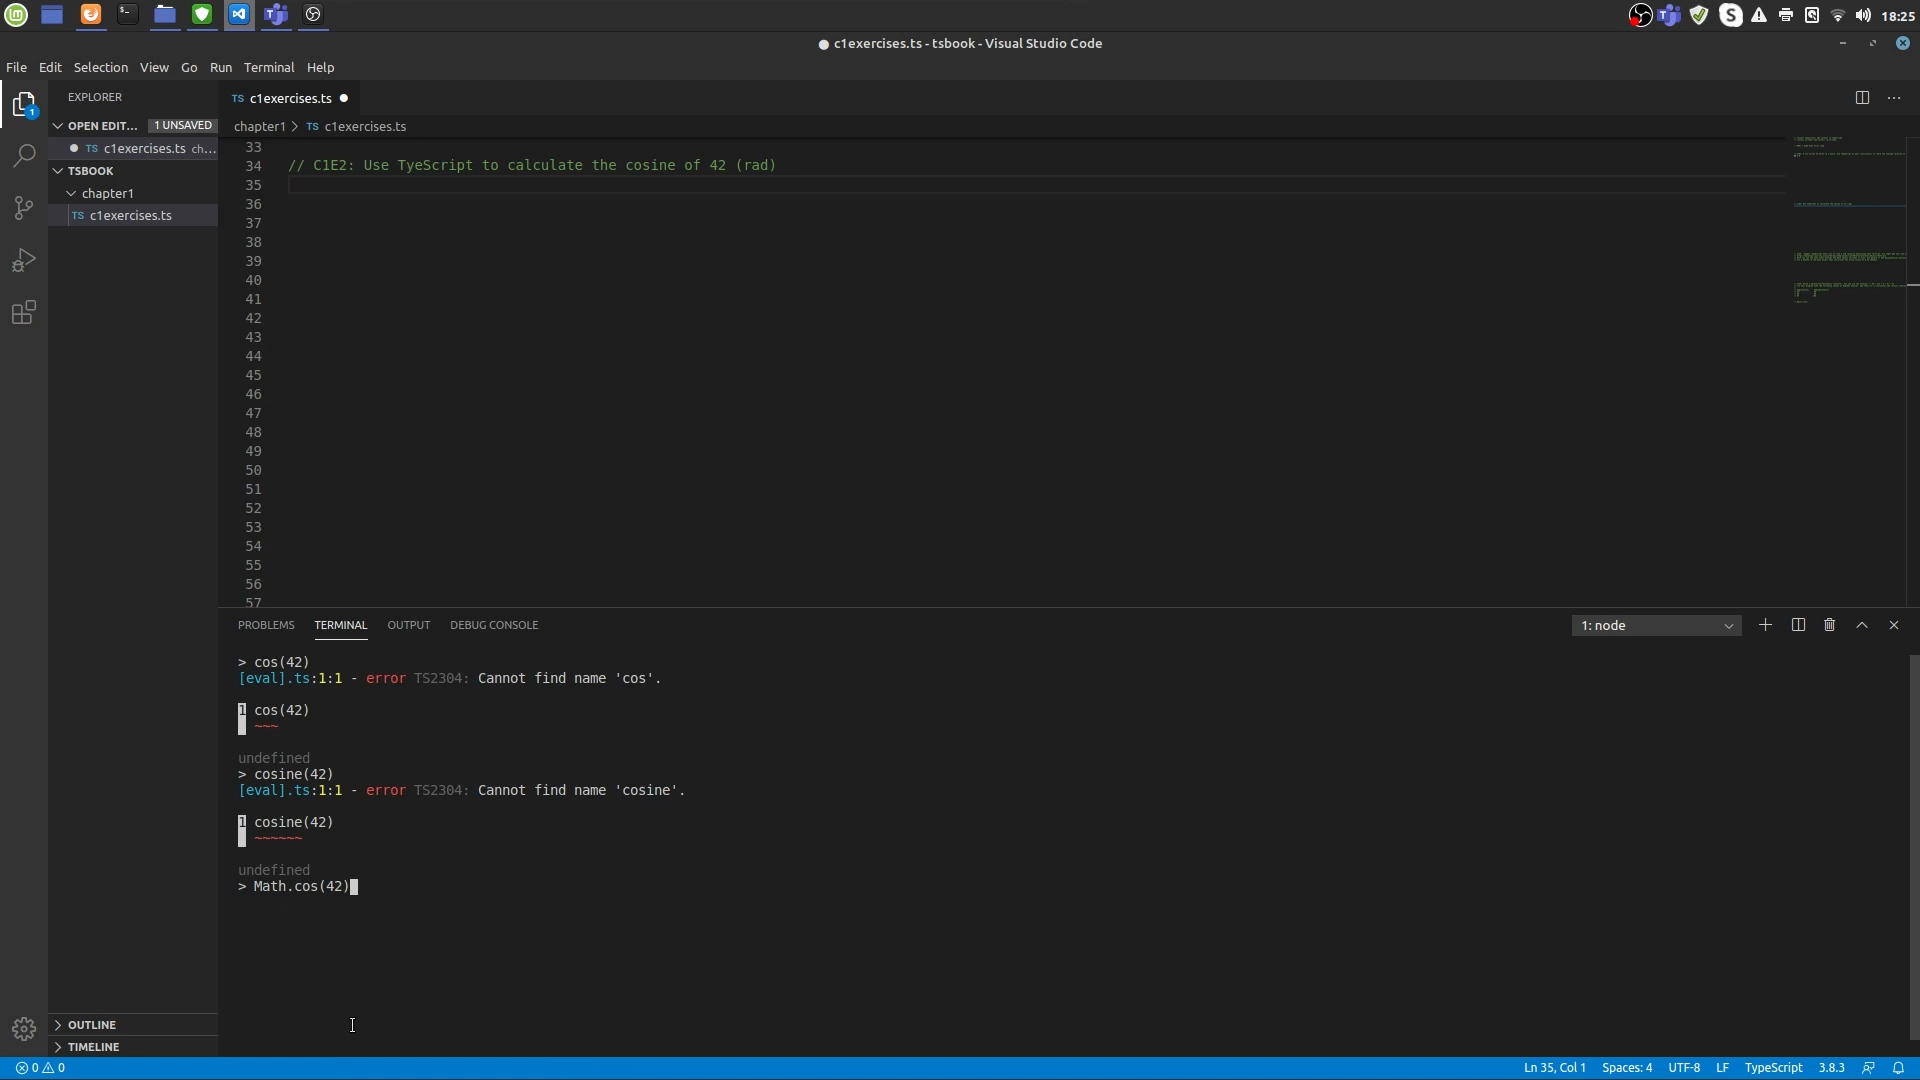 18:25
● c1exercises.ts - tsbook - Visual Studio Code
File Edit Selection View Go Run Terminal Help
EXPLORER
TS c1exercises.ts ●
OPEN EDIT... 1 UNSAVED
chapter1 > TS c1exercises.ts
● TS c1exercises.ts ch...
TSBOOK
chapter1
TS c1exercises.ts
33
34 // C1E2: Use TyeScript to calculate the cosine of 42 (rad)
35
36
37
38
39
40
41
42
43
44
45
46
47
48
49
50
51
52
53
54
55
56
57
PROBLEMS TERMINAL OUTPUT DEBUG CONSOLE 1: node
> cos(42)
[eval].ts:1:1 - error TS2304: Cannot find name 'cos'.
1 cos(42)
~~~
undefined
> cosine(42)
[eval].ts:1:1 - error TS2304: Cannot find name 'cosine'.
1 cosine(42)
~~~~~~
undefined
> Math.cos(42)
OUTLINE
TIMELINE
0 0 Ln 35, Col 1 Spaces: 4 UTF-8 LF TypeScript 3.8.3